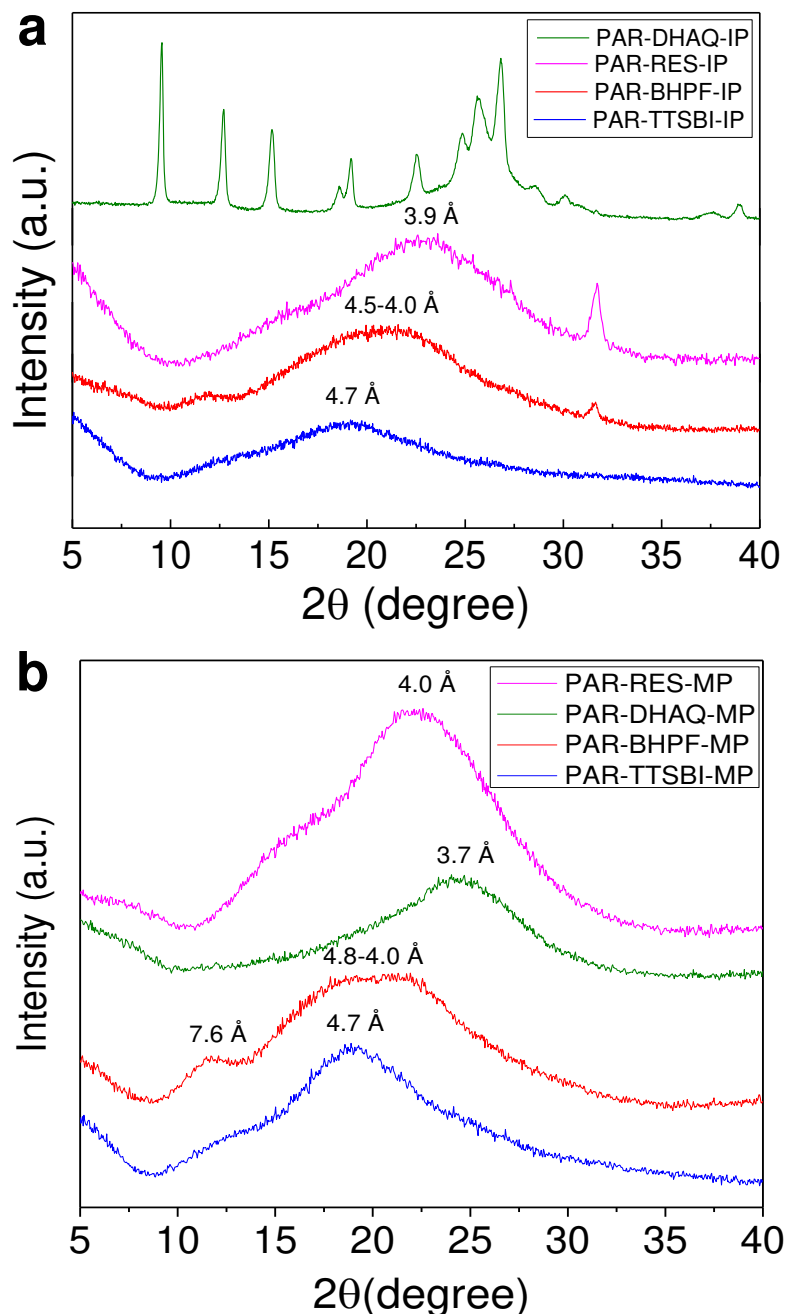 a
PAR-DHAQ-IP
PAR-RES-IP
PAR-BHPF-IP
PAR-TTSBI-IP
3.9 Å
4.5-4.0 Å
4.7 Å
Intensity (a.u.)
5 10 15 20 25 30 35 40
2θ (degree)
b
PAR-RES-MP
PAR-DHAQ-MP
PAR-BHPF-MP
PAR-TTSBI-MP
4.0 Å
3.7 Å
4.8-4.0 Å
7.6 Å
4.7 Å
Intensity (a.u.)
5 10 15 20 25 30 35 40
2θ(degree)